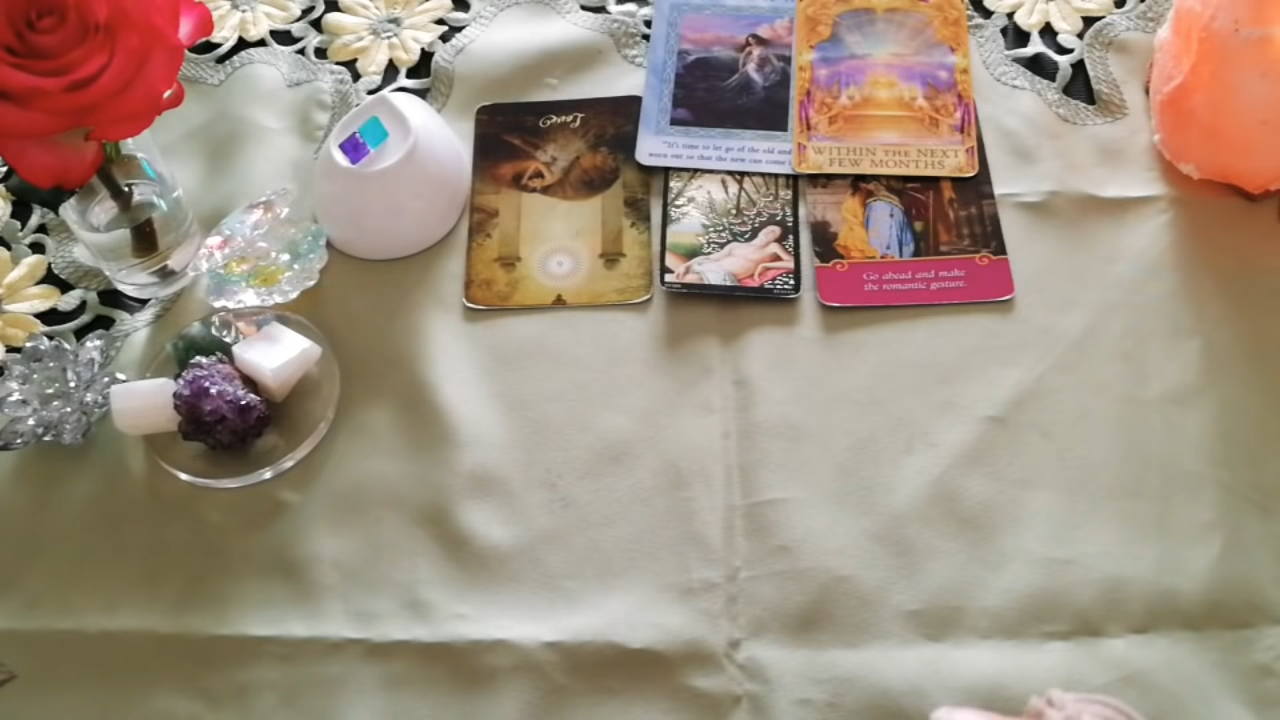 Love
"It's time to let go of the old and
worn out so that the new can come
WITHIN THE NEXT
FEW MONTHS
Go ahead and make
the romantic gesture.